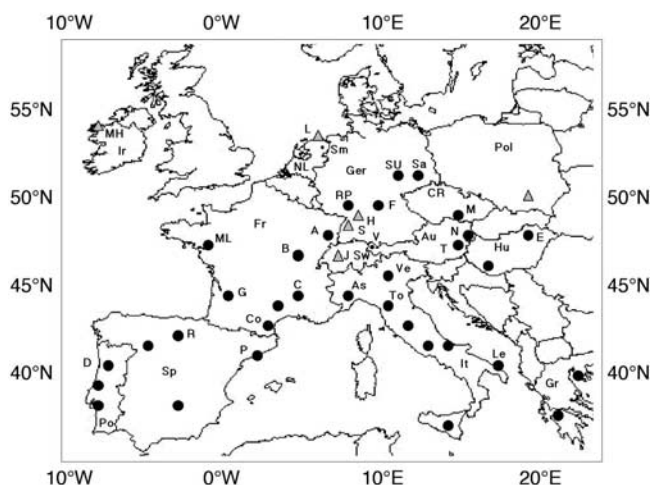 10°W 0°W 10°E 20°E
55°N 55°N
MH
L
Ir
Sm
Pol
NL
Ger
SU Sa
50°N 50°N
CR
RP
F
M
H
Fr
S
A
Au
N
E
ML
V
T
Hu
B
J Sw
Ve
45°N 45°N
G
C
As
To
Co
R
P
D
Le
It
40°N 40°N
Sp
Gr
Po
10°W 0°W 10°E 20°E